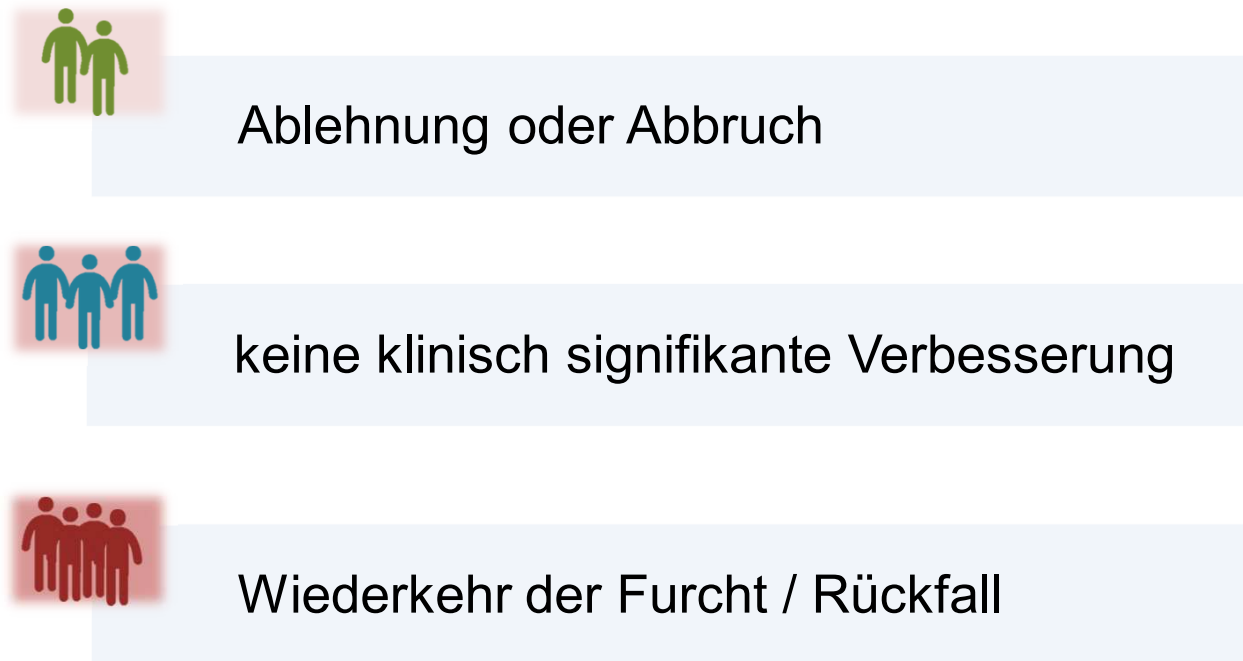 Ablehnung oder Abbruch
keine klinisch signifikante Verbesserung
Wiederkehr der Furcht / Rückfall